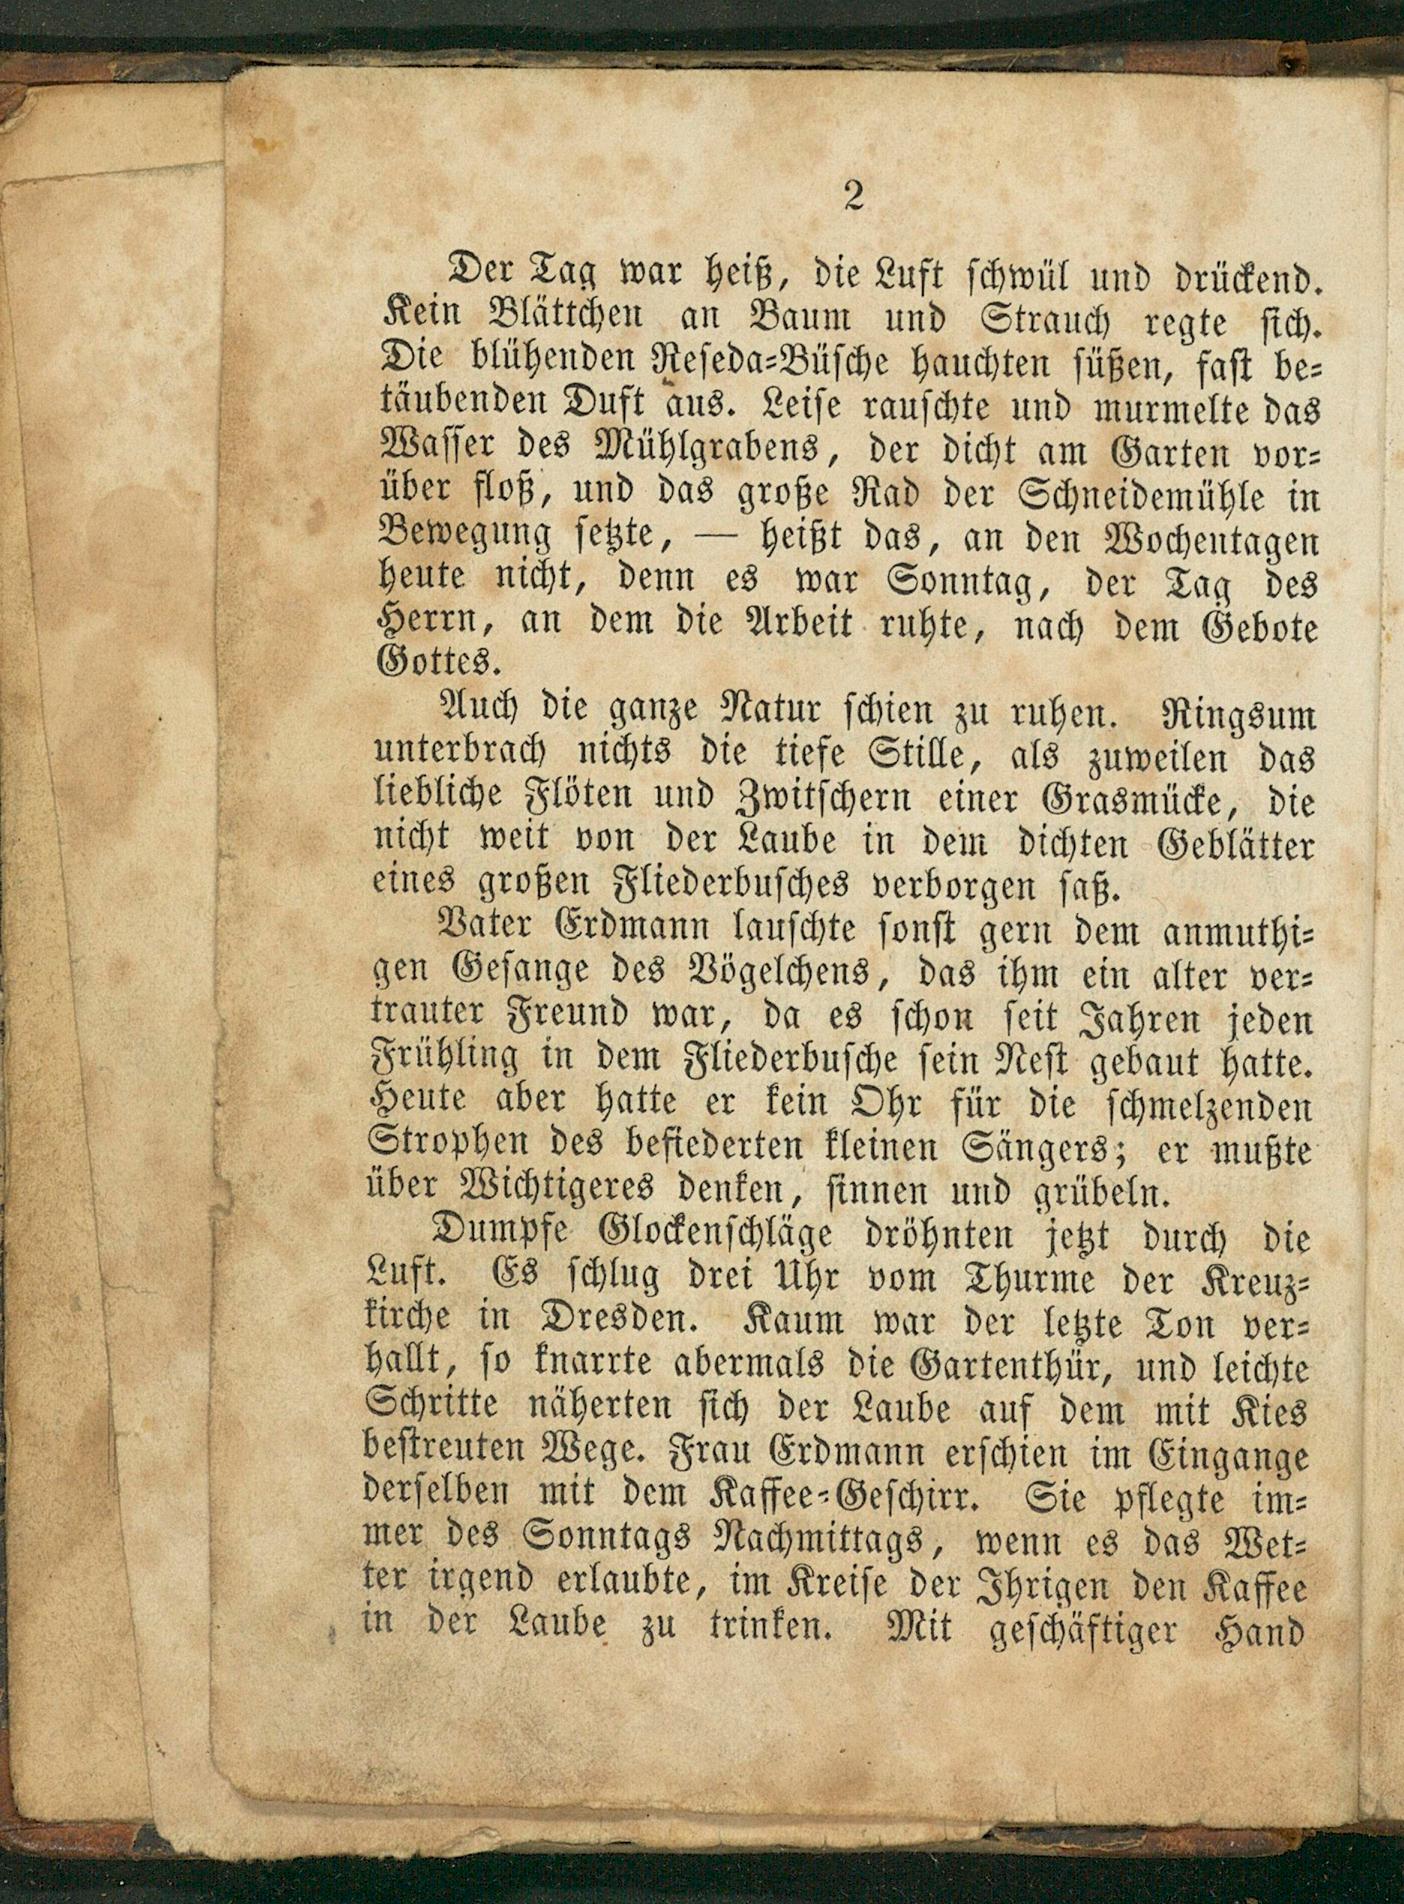 2
Der Tag war heiß, die Luft schwül und drückend.
Kein Blättchen an Baum und Strauch regte sich.
Die blühenden Reseda-Büsche hauchten süßen, fast be-
täubenden Duft aus. Leise rauschte und murmelte das
Wasser des Mühlgrabens, der dicht am Garten vor-
über floß, und das große Rad der Schneidemühle in
Bewegung setzte, — heißt das, an den Wochentagen
heute nicht, denn es war Sonntag, der Tag des
Herrn, an dem die Arbeit ruhte, nach dem Gebote
Gottes.
Auch die ganze Natur schien zu ruhen. Ringsum
unterbrach nichts die tiefe Stille, als zuweilen das
liebliche Flöten und Zwitschern einer Grasmücke, die
nicht weit von der Laube in dem dichten Geblätter
eines großen Fliederbusches verborgen saß.
Vater Erdmann lauschte sonst gern dem anmuthi-
gen Gesange des Vögelchens, das ihm ein alter ver-
trauter Freund war, da es schon seit Jahren jeden
Frühling in dem Fliederbusche sein Nest gebaut hatte.
Heute aber hatte er kein Ohr für die schmelzenden
Strophen des befiederten kleinen Sängers; er mußte
über Wichtigeres denken, sinnen und grübeln.
Dumpfe Glockenschläge dröhnten jetzt durch die
Luft. Es schlug drei Uhr vom Thurme der Kreuz-
kirche in Dresden. Kaum war der letzte Ton ver-
hallt, so knarrte abermals die Gartenthür, und leichte
Schritte näherten sich der Laube auf dem mit Kies
bestreuten Wege. Frau Erdmann erschien im Eingange
derselben mit dem Kaffee-Geschirr. Sie pflegte im-
mer des Sonntags Nachmittags, wenn es das Wet-
ter irgend erlaubte, im Kreise der Ihrigen den Kaffee
in der Laube zu trinken. Mit geschäftiger Hand